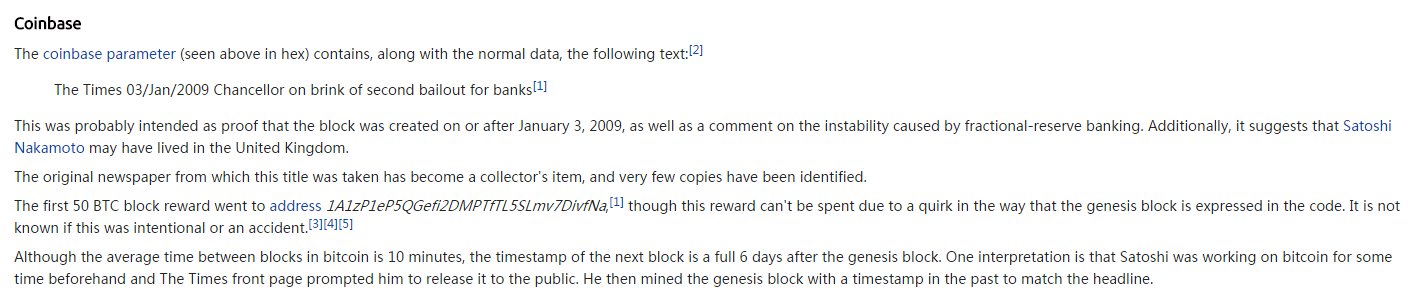 Coinbase
The coinbase parameter (seen above in hex) contains, along with the normal data, the following text:[2]
The Times 03/Jan/2009 Chancellor on brink of second bailout for banks[1]
This was probably intended as proof that the block was created on or after January 3, 2009, as well as a comment on the instability caused by fractional-reserve banking. Additionally, it suggests that Satoshi
Nakamoto may have lived in the United Kingdom.
The original newspaper from which this title was taken has become a collector's item, and very few copies have been identified.
The first 50 BTC block reward went to address 1A1zP1eP5QGefi2DMPTfTL5SLmv7DivfNa,[1] though this reward can't be spent due to a quirk in the way that the genesis block is expressed in the code. It is not
known if this was intentional or an accident.[3][4][5]
Although the average time between blocks in bitcoin is 10 minutes, the timestamp of the next block is a full 6 days after the genesis block. One interpretation is that Satoshi was working on bitcoin for some
time beforehand and The Times front page prompted him to release it to the public. He then mined the genesis block with a timestamp in the past to match the headline.